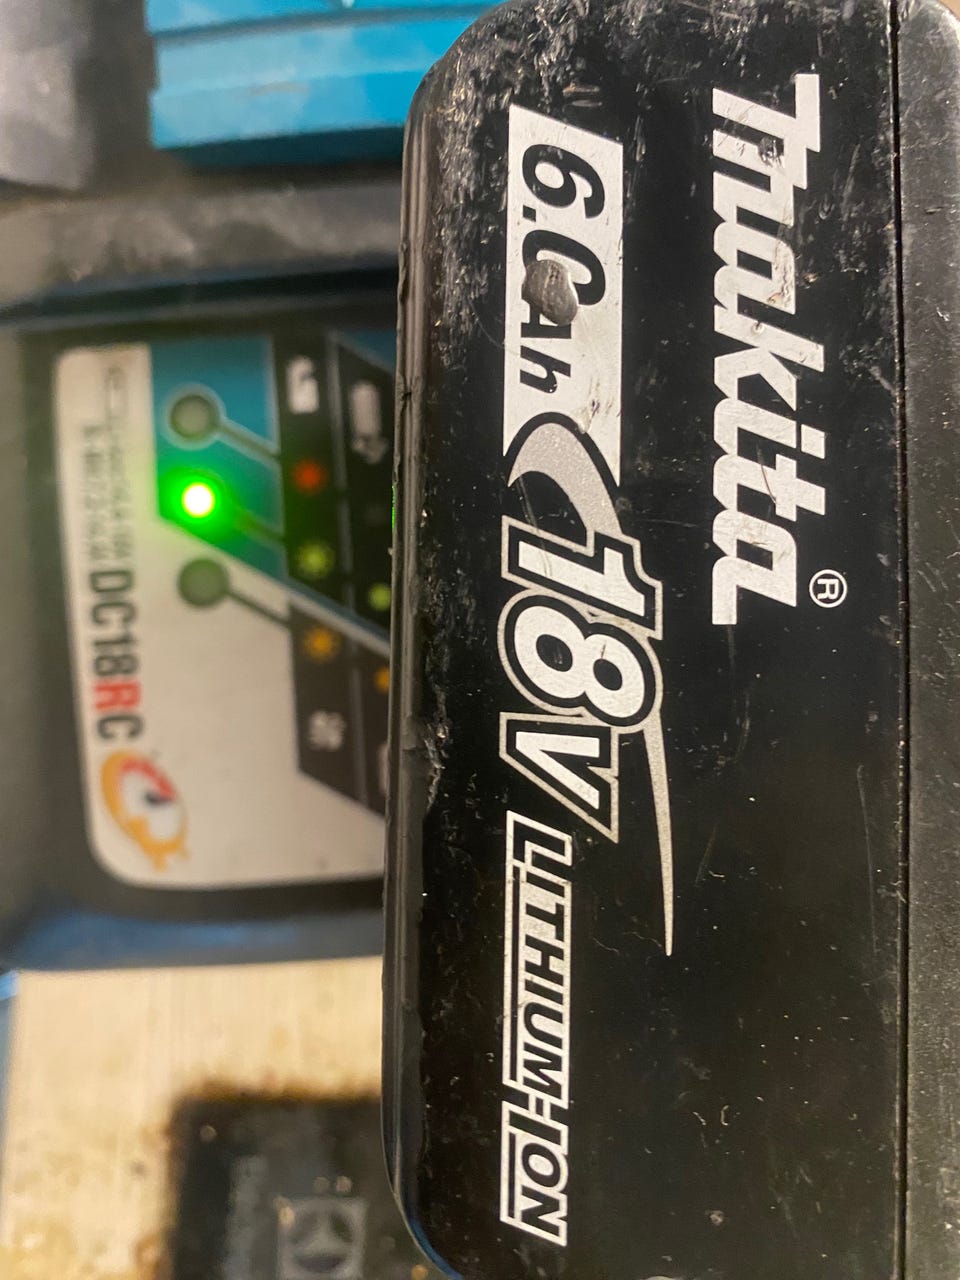 makita®
6.0Ah
18V LITHIUM-ION
DC18RC